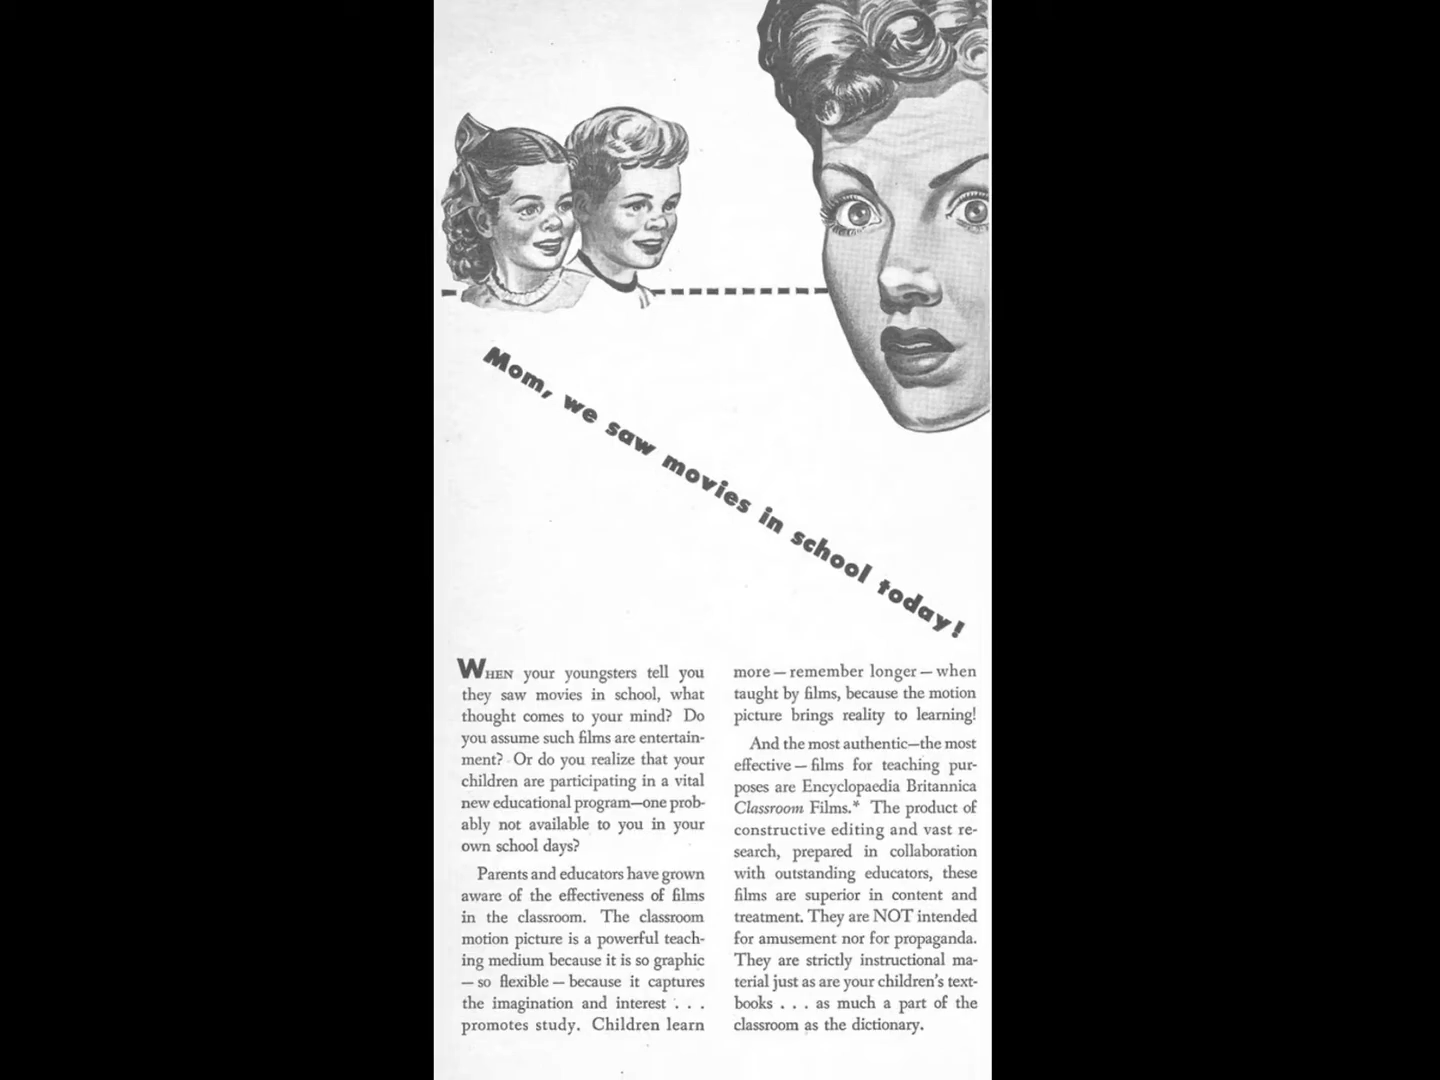 Mom, we saw movies in school today!
WHEN your youngsters tell you
they saw movies in school, what
thought comes to your mind? Do
you assume such films are entertain-
ment? Or do you realize that your
children are participating in a vital
new educational program—one prob-
ably not available to you in your
own school days?
Parents and educators have grown
aware of the effectiveness of films
in the classroom. The classroom
motion picture is a powerful teach-
ing medium because it is so graphic
— so flexible — because it captures
the imagination and interest . . .
promotes study. Children learn
more — remember longer — when
taught by films, because the motion
picture brings reality to learning!
And the most authentic—the most
effective — films for teaching pur-
poses are Encyclopaedia Britannica
Classroom Films.* The product of
constructive editing and vast re-
search, prepared in collaboration
with outstanding educators, these
films are superior in content and
treatment. They are NOT intended
for amusement nor for propaganda.
They are strictly instructional ma-
terial just as are your children's text-
books . . . as much a part of the
classroom as the dictionary.